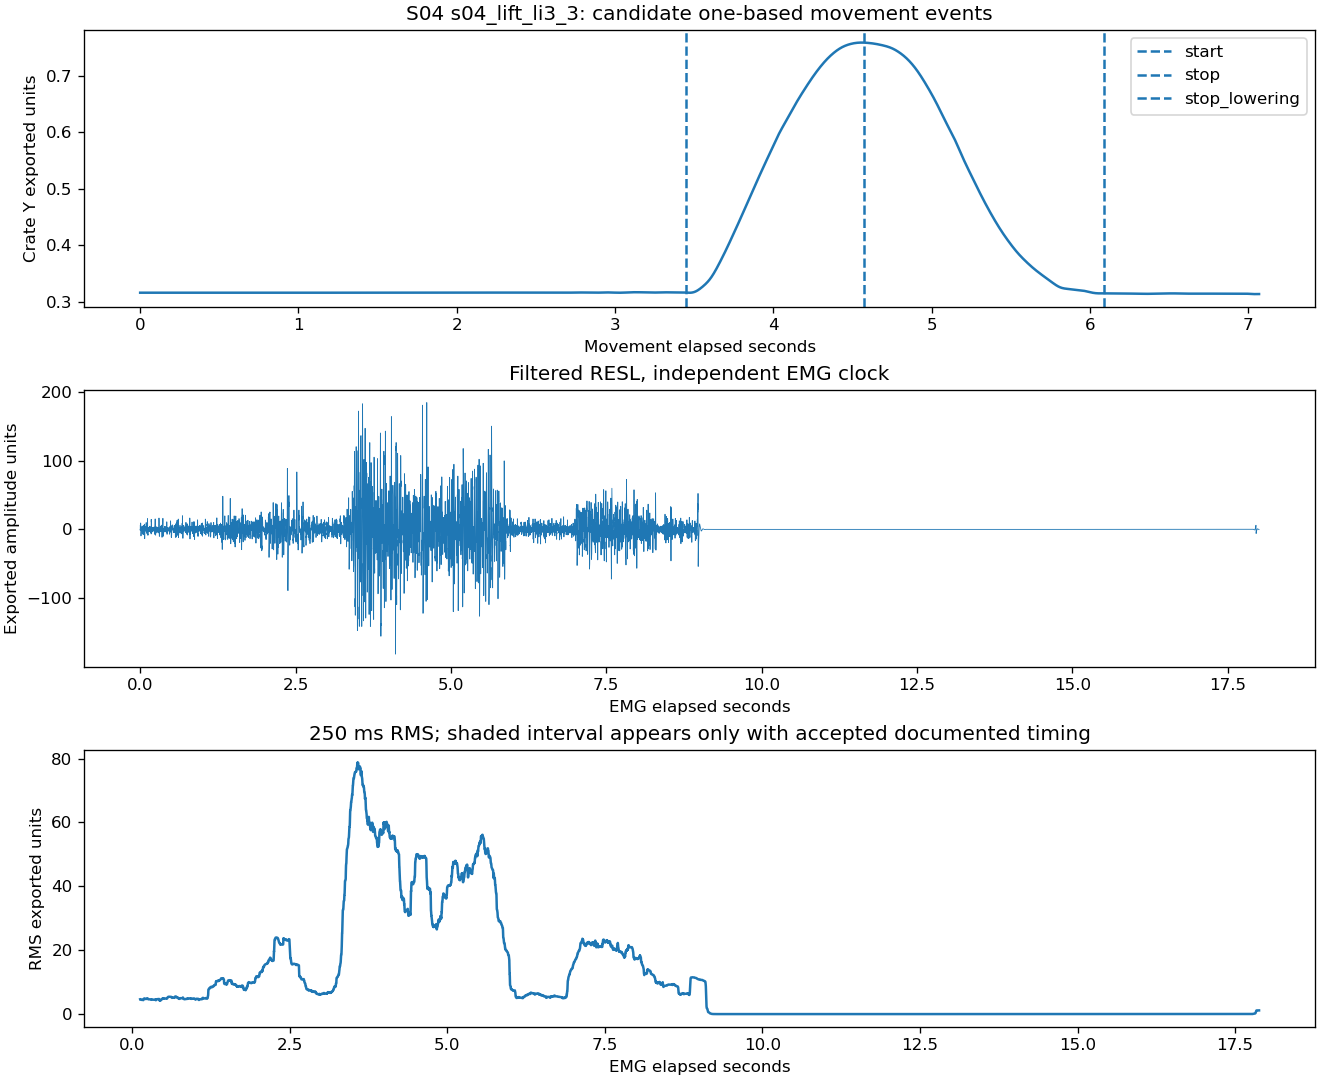 S04 s04_lift_li3_3: candidate one-based movement events
Crate Y exported units
0.7
0.6
0.5
0.4
0.3
start
stop
stop_lowering
0 1 2 3 4 5 6 7
Movement elapsed seconds
Filtered RESL, independent EMG clock
Exported amplitude units
200
100
0
−100
0.0 2.5 5.0 7.5 10.0 12.5 15.0 17.5
EMG elapsed seconds
250 ms RMS; shaded interval appears only with accepted documented timing
RMS exported units
80
60
40
20
0
0.0 2.5 5.0 7.5 10.0 12.5 15.0 17.5
EMG elapsed seconds